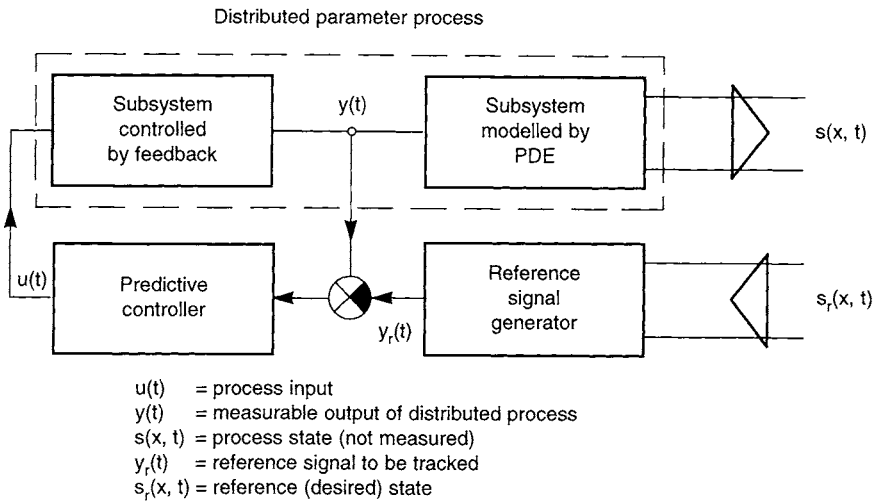 Distributed parameter process
Subsystem
controlled
by feedback
y(t)
Subsystem
modelled by
PDE
s(x, t)
u(t)
Predictive
controller
y_r(t)
Reference
signal
generator
s_r(x, t)
u(t) = process input
y(t) = measurable output of distributed process
s(x, t) = process state (not measured)
y_r(t) = reference signal to be tracked
s_r(x, t) = reference (desired) state